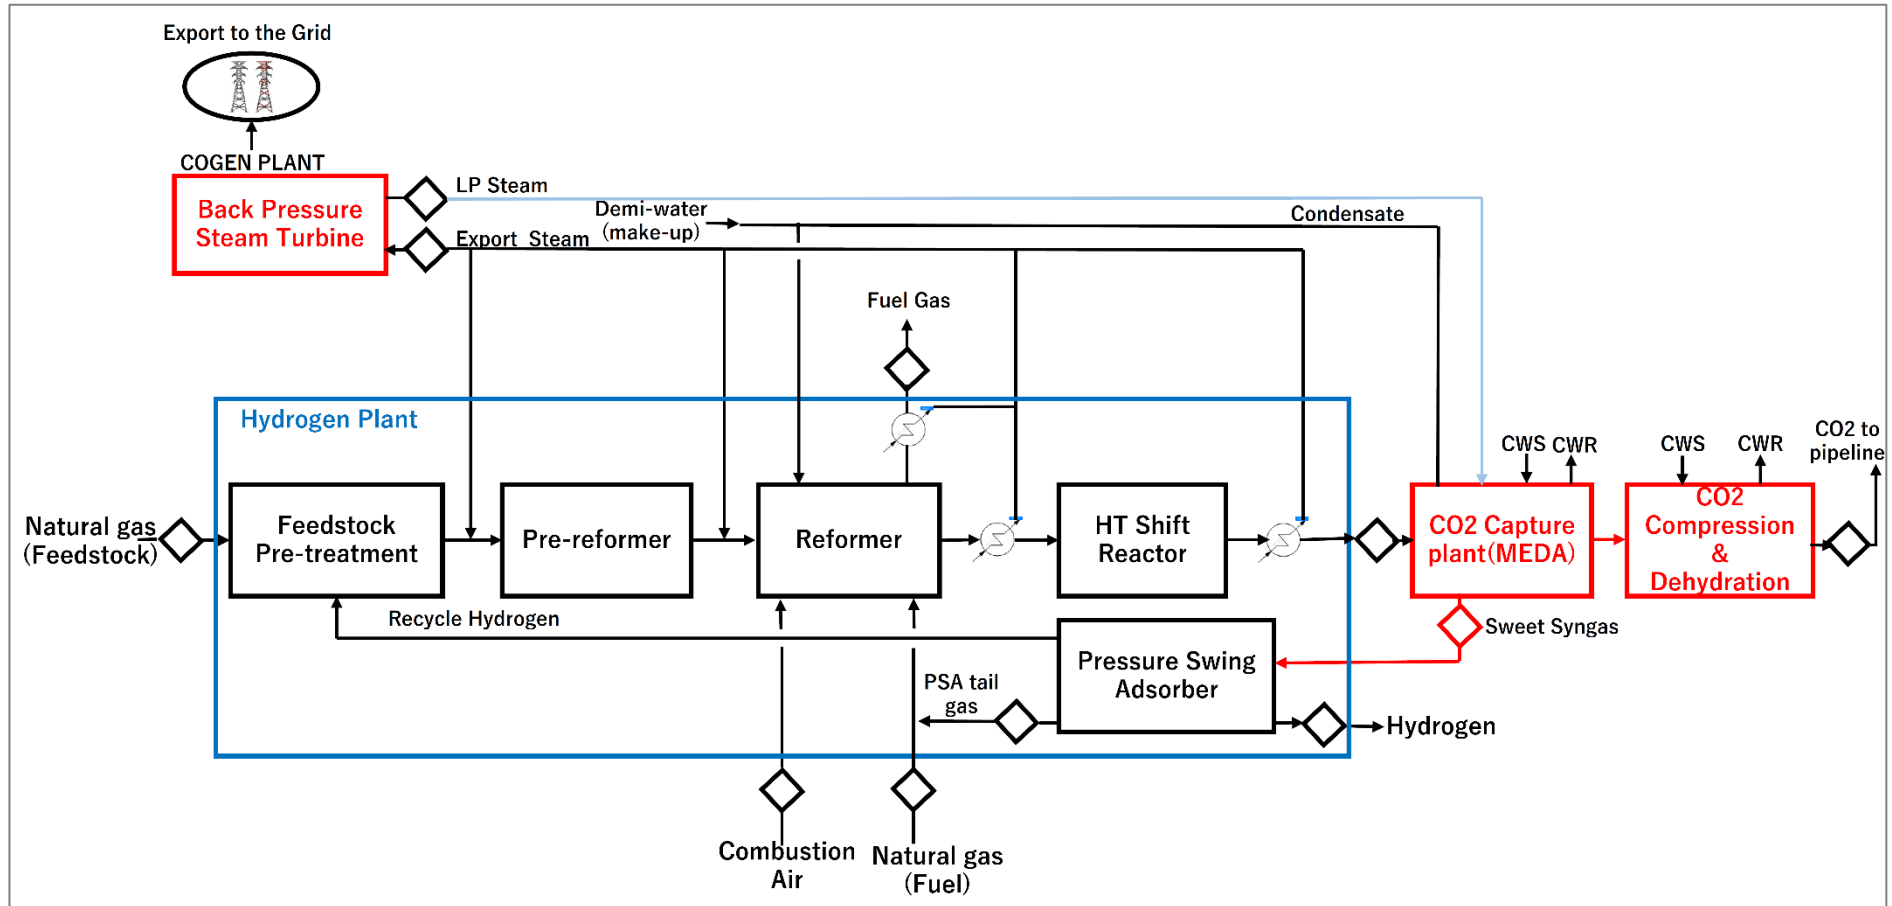 Export to the Grid
COGEN PLANT
Back Pressure
Steam Turbine
LP Steam
Export Steam
Demi-water
(make-up)
Condensate
Fuel Gas
Hydrogen Plant
Natural gas
(Feedstock)
Feedstock
Pre-treatment
Pre-reformer
Reformer
HT Shift
Reactor
CWS
CWR
CO2 Capture
plant(MEDA)
CWS
CWR
CO2
Compression
&
Dehydration
CO2 to
pipeline
Recycle Hydrogen
Pressure Swing
Adsorber
Sweet Syngas
PSA tail
gas
Hydrogen
Combustion
Air
Natural gas
(Fuel)